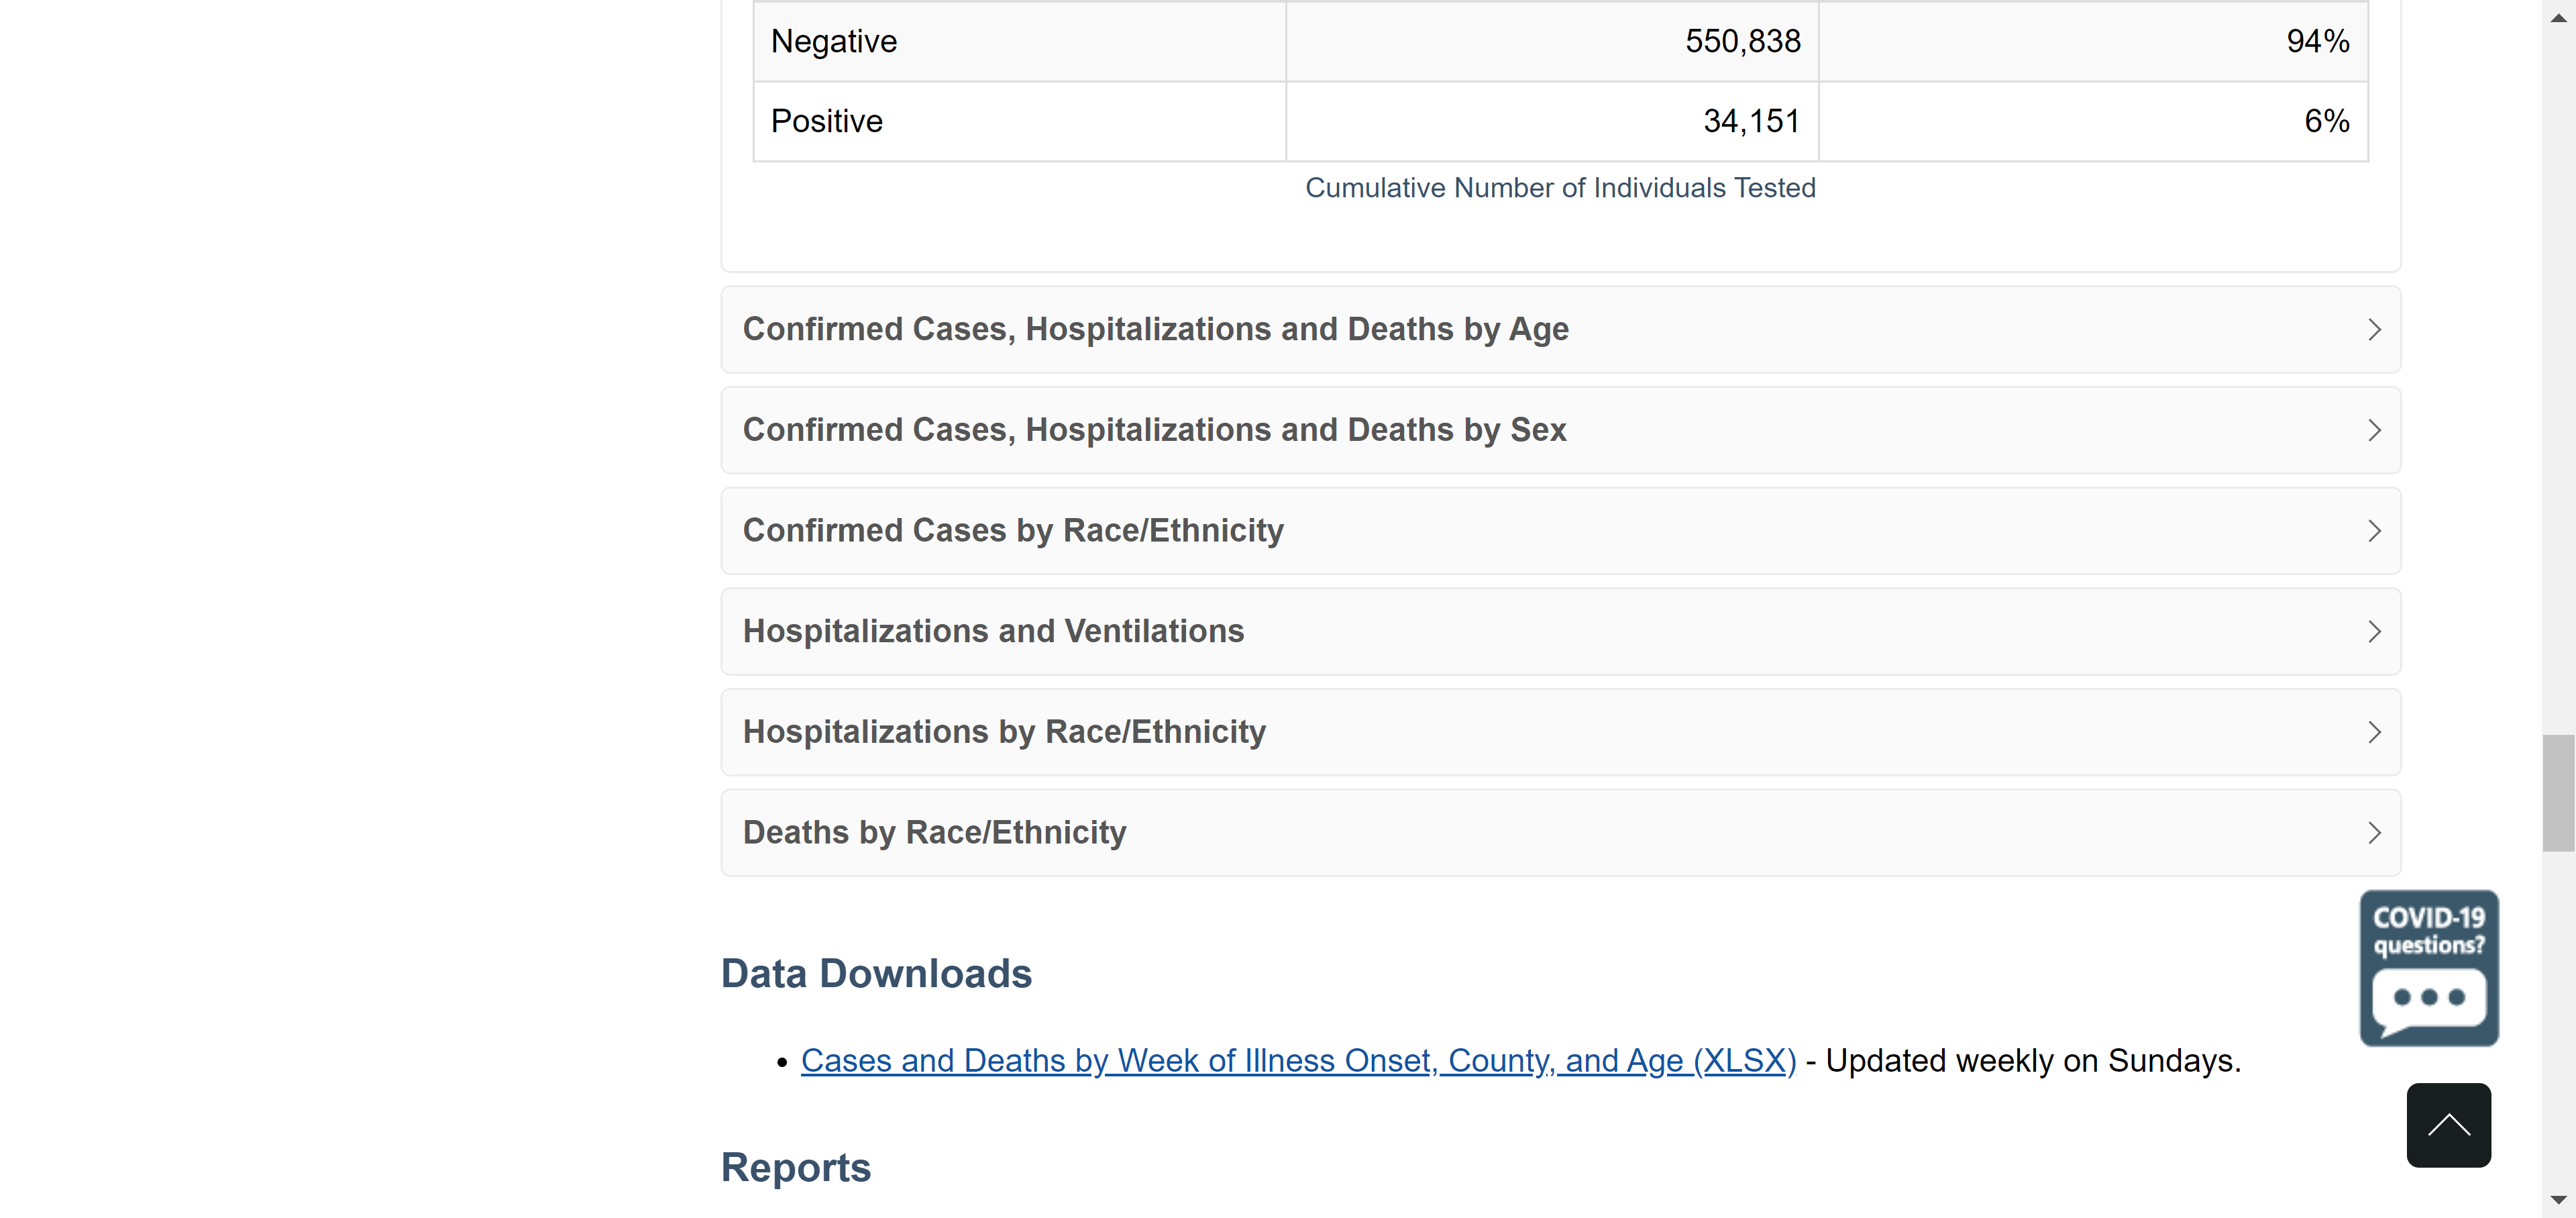 Negative 550,838 94%
Positive 34,151 6%
Cumulative Number of Individuals Tested
Confirmed Cases, Hospitalizations and Deaths by Age
Confirmed Cases, Hospitalizations and Deaths by Sex
Confirmed Cases by Race/Ethnicity
Hospitalizations and Ventilations
Hospitalizations by Race/Ethnicity
Deaths by Race/Ethnicity
COVID-19
questions?
Data Downloads
Cases and Deaths by Week of Illness Onset, County, and Age (XLSX) - Updated weekly on Sundays.
Reports